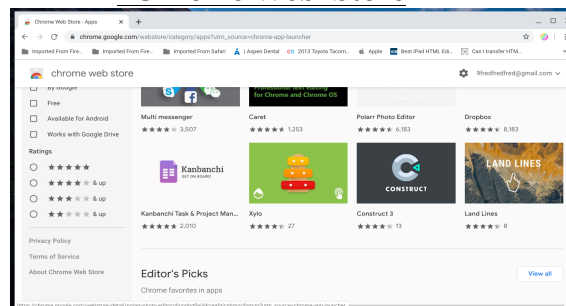 Chrome Web Store - Apps
chrome.google.com/webstore/category/apps?utm_source=chrome-app-launcher
Imported From Fire... Imported From Fire... Imported From Safari | Aspen Dental 2013 Toyota Tacom... Apple Best iPad HTML Edi... Can I transfer HTM...
chrome web store
9fredfredfred@gmail.com
By Google
Free
Available for Android
Works with Google Drive
Ratings
& up
& up
& up
Privacy Policy
Terms of Service
About Chrome Web Store
for Chrome and Chrome OS
Multi messenger
3,507
Caret
1,253
Polarr Photo Editor
6,183
Dropbox
8,183
Kanbanchi
GET ON BOARD!
CONSTRUCT
LAND LINES
Kanbanchi Task & Project Man...
2,010
Xylo
27
Construct 3
13
Land Lines
8
Editor's Picks
View all
Chrome favorites in apps